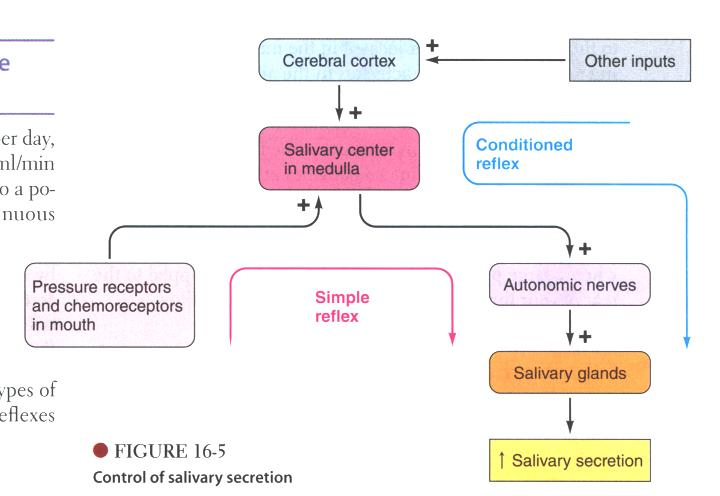 e
er day,
ml/min
o a po-
nuous
ypes of
eflexes
Cerebral cortex
+
Other inputs
+
Salivary center
in medulla
Conditioned
reflex
+
+
Pressure receptors
and chemoreceptors
in mouth
Simple
reflex
Autonomic nerves
+
Salivary glands
↑ Salivary secretion
FIGURE 16-5
Control of salivary secretion